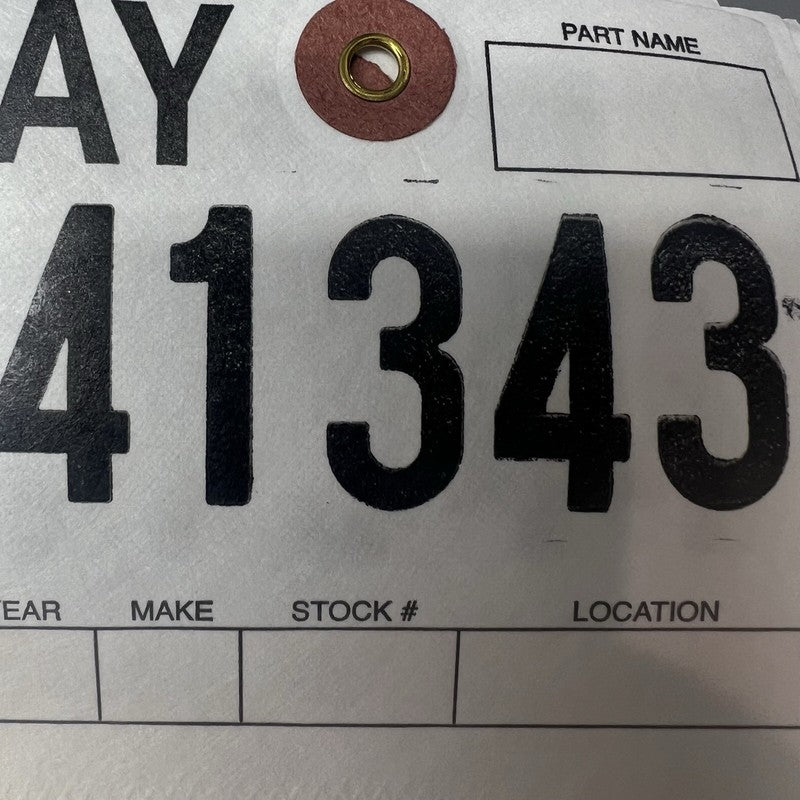 AY
PART NAME
41343
EAR MAKE STOCK # LOCATION